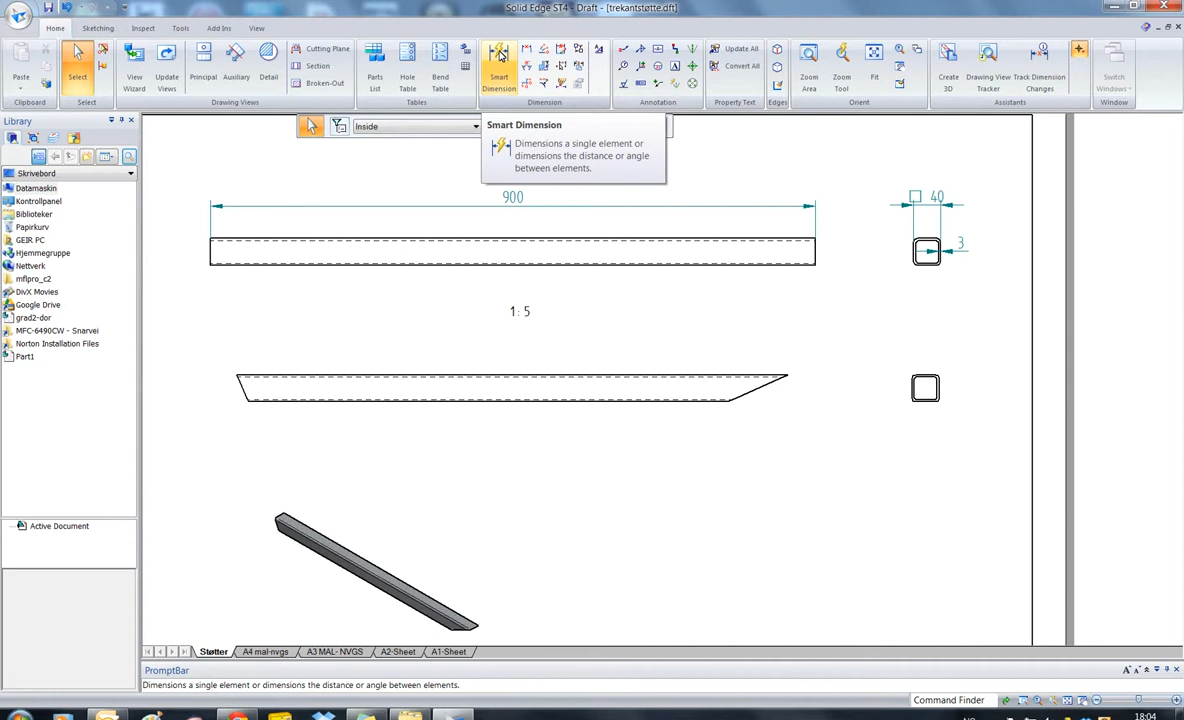 Solid Edge ST4 - Draft - [trekantstøtte.dft]
Home Sketching Inspect Tools Add Ins View
Paste
Select
View Wizard
Update Views
Principal
Auxiliary
Detail
Cutting Plane
Section
Broken-Out
Parts List
Hole Table
Bend Table
Smart Dimension
Update All
Convert All
Zoom Area
Zoom Tool
Fit
Create 3D
Drawing View Tracker
Track Dimension Changes
Switch Windows
Clipboard Select Drawing Views Tables Dimension Annotation Property Text Edges Orient Assistants Window
Library
Inside
Smart Dimension
Dimensions a single element or
dimensions the distance or angle
between elements.
Skrivebord
Datamaskin
Kontrollpanel
Biblioteker
Papirkurv
GEIR PC
Hjemmegruppe
Nettverk
mflpro_c2
DivX Movies
Google Drive
grad2-dor
MFC-6490CW - Snarvei
Norton Installation Files
Part1
Active Document
900
40
3
1:5
Støtter A4 mal-nvgs A3 MAL- NVGS A2-Sheet A1-Sheet
PromptBar
Dimensions a single element or dimensions the distance or angle between elements.
Command Finder
NO
18:04